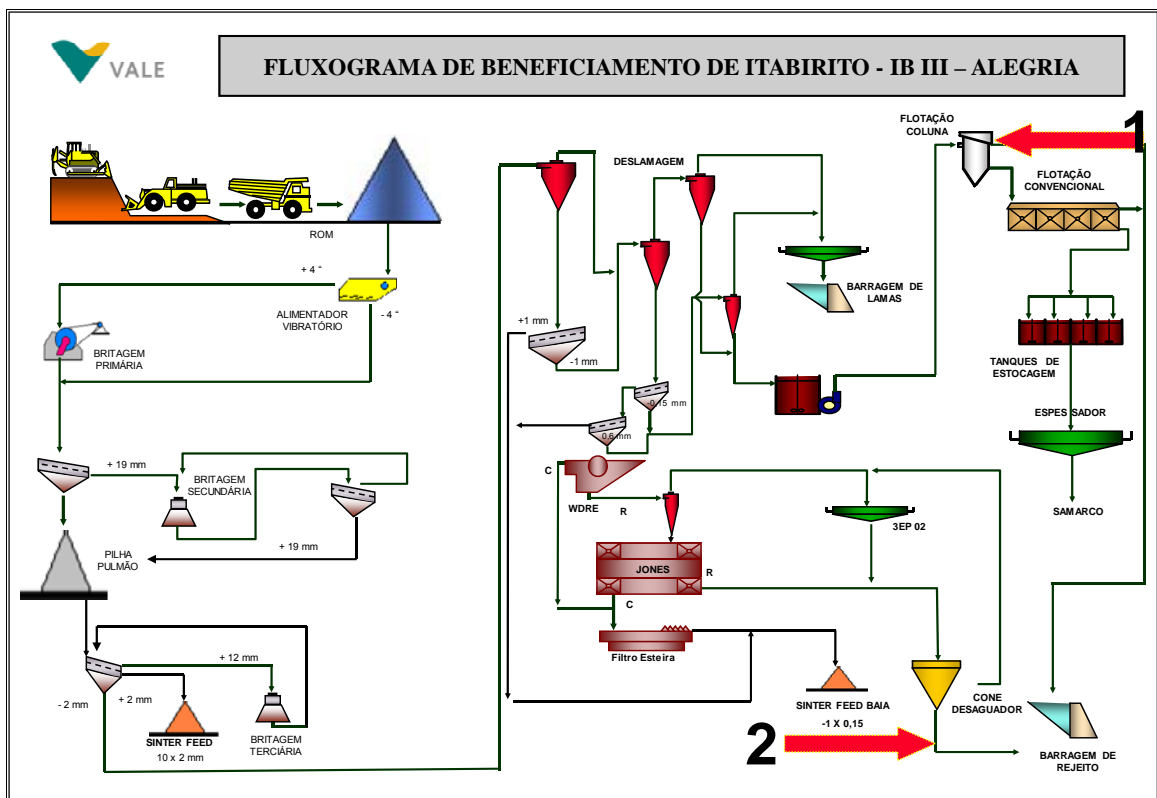 VALE
FLUXOGRAMA DE BENEFICIAMENTO DE ITABIRITO - IB III – ALEGRIA
FLOTAÇÃO
COLUNA
1
DESLAMAGEM
FLOTAÇÃO
CONVENCIONAL
ROM
+ 4 “
ALIMENTADOR
VIBRATÓRIO
- 4 “
BARRAGEM DE
LAMAS
+1 mm
-1 mm
BRITAGEM
PRIMÁRIA
TANQUES DE
ESTOCAGEM
-0,15 mm
0,6 mm
ESPESSADOR
+ 19 mm
BRITAGEM
SECUNDÁRIA
C
WDRE
R
3EP 02
SAMARCO
+ 19 mm
PILHA
PULMÃO
JONES
R
C
Filtro Esteira
+ 12 mm
- 2 mm
+ 2 mm
SINTER FEED
10 x 2 mm
BRITAGEM
TERCIÁRIA
SINTER FEED BAIA
-1 X 0,15
CONE
DESAGUADOR
2
BARRAGEM DE
REJEITO